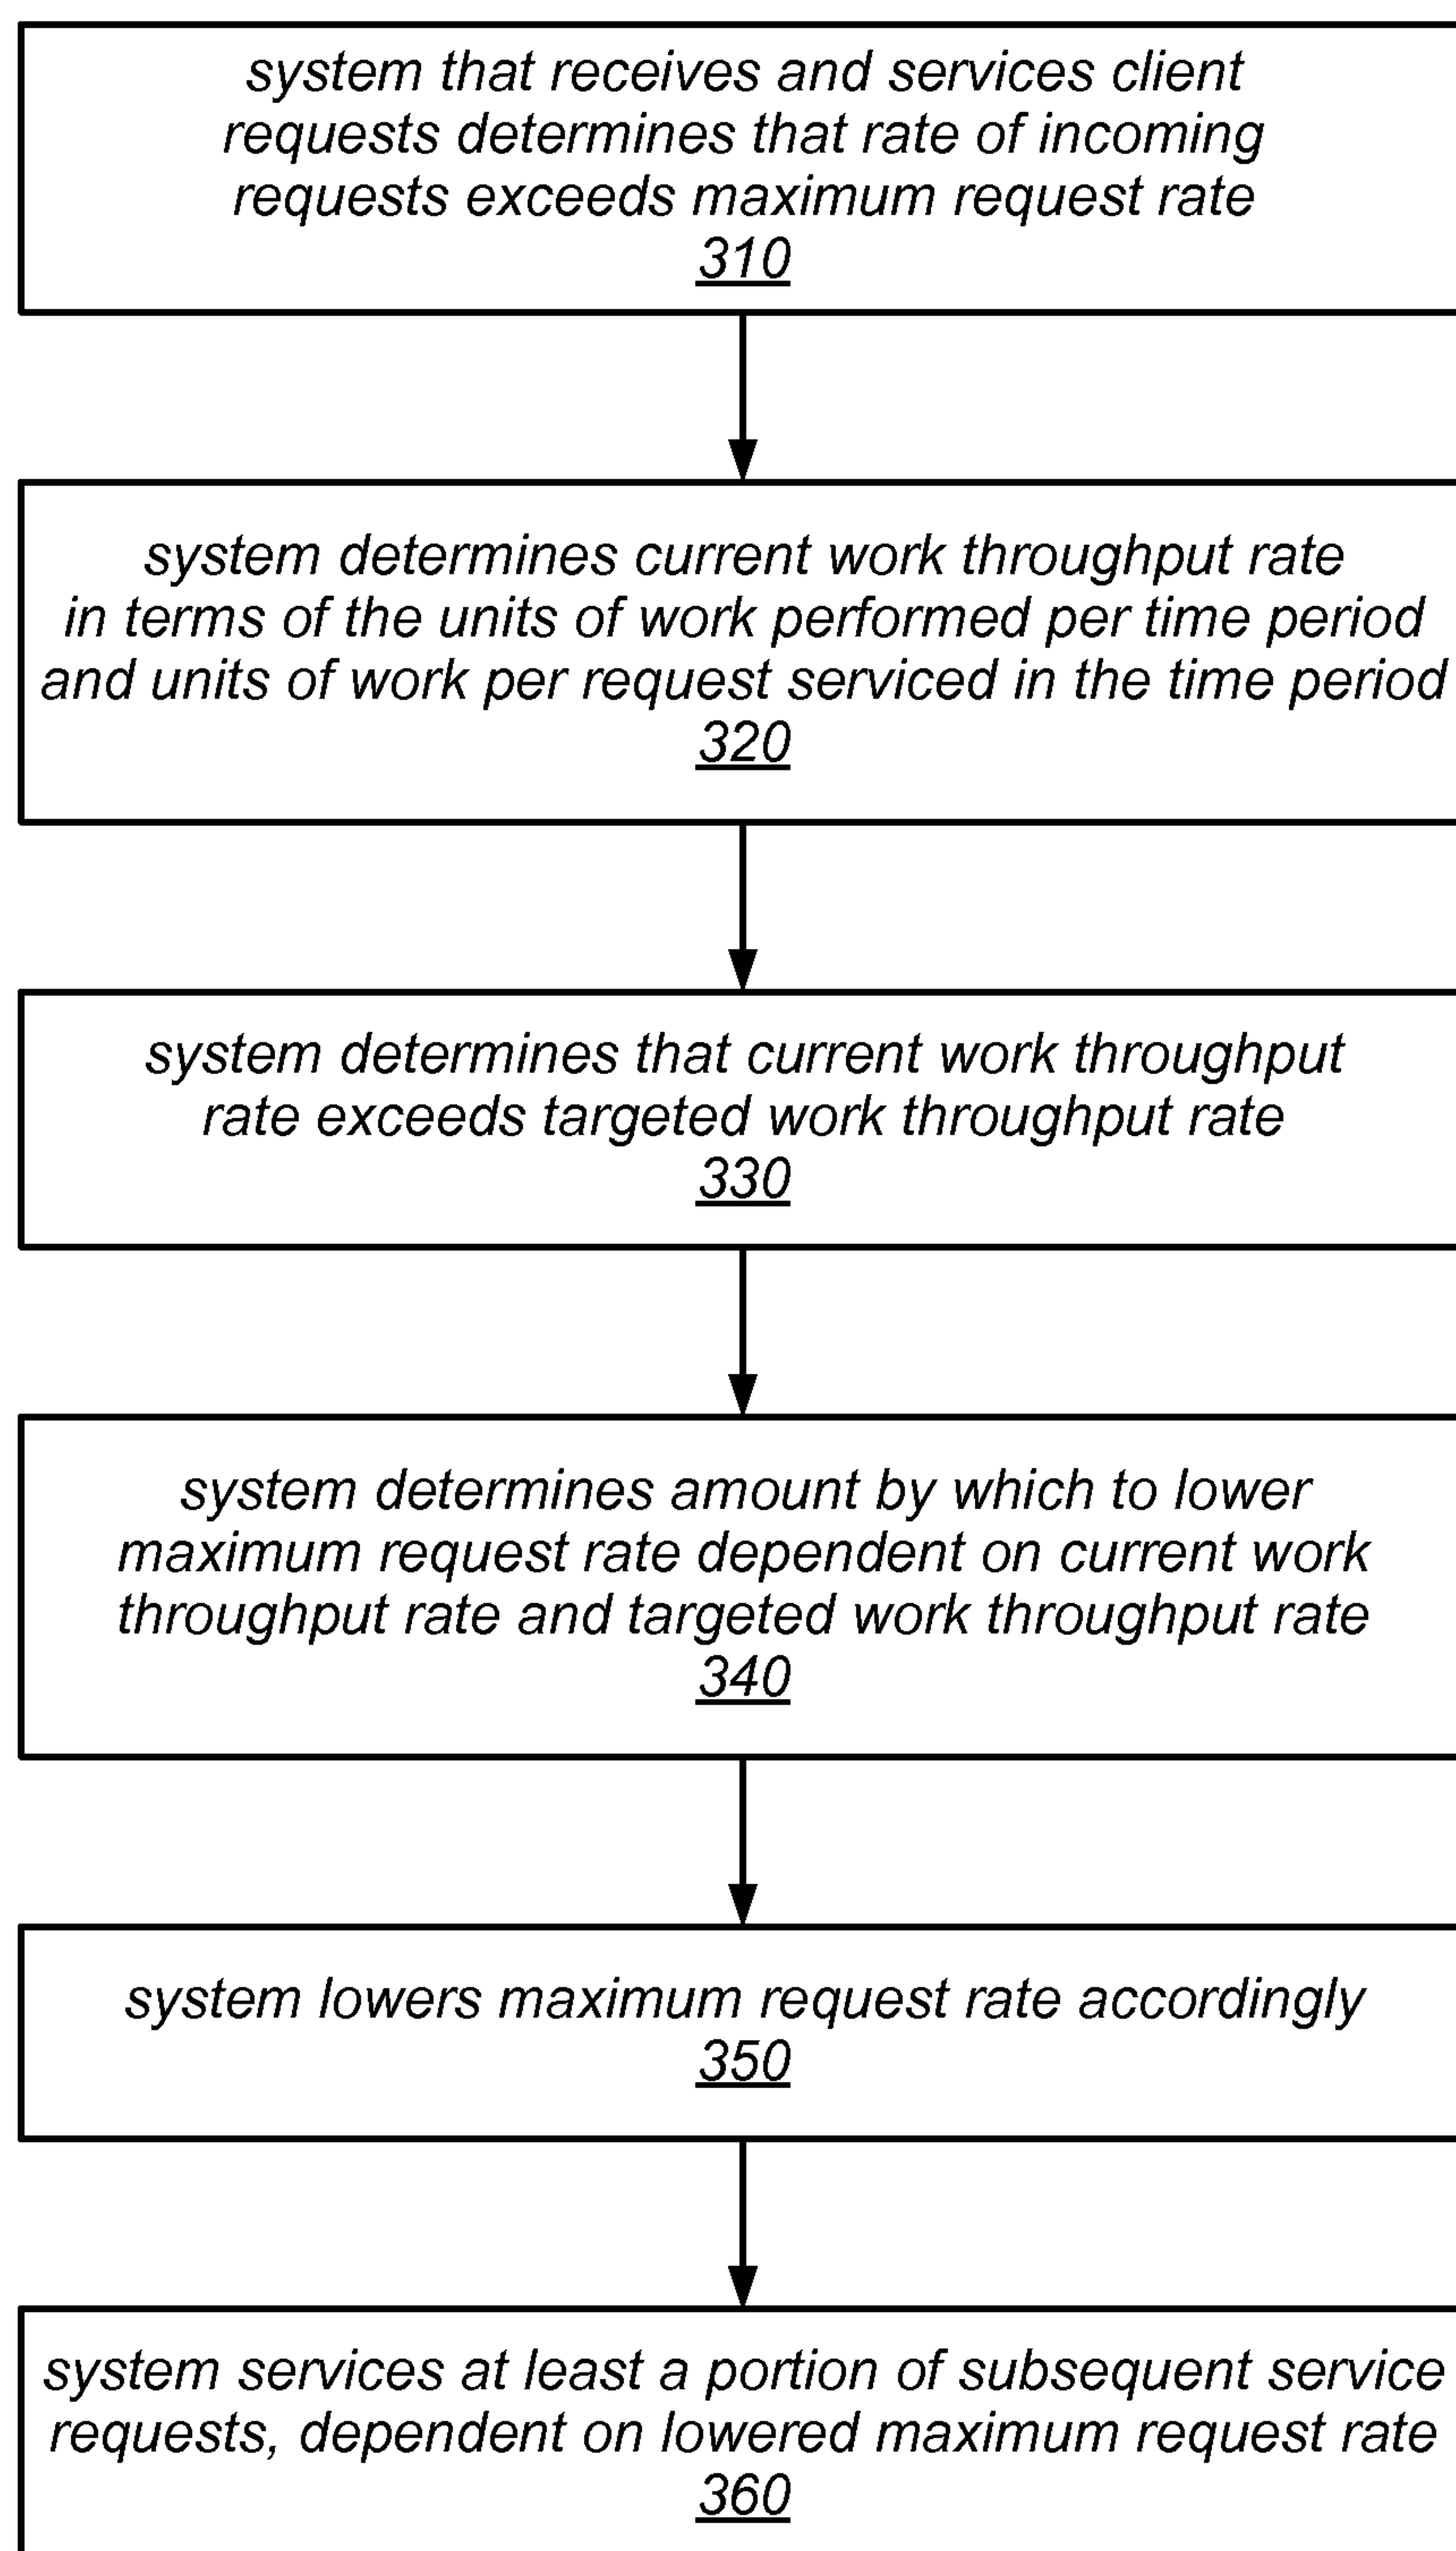 system that receives and services client
requests determines that rate of incoming
requests exceeds maximum request rate
310
system determines current work throughput rate
in terms of the units of work performed per time period
and units of work per request serviced in the time period
320
system determines that current work throughput
rate exceeds targeted work throughput rate
330
system determines amount by which to lower
maximum request rate dependent on current work
throughput rate and targeted work throughput rate
340
system lowers maximum request rate accordingly
350
system services at least a portion of subsequent service
requests, dependent on lowered maximum request rate
360